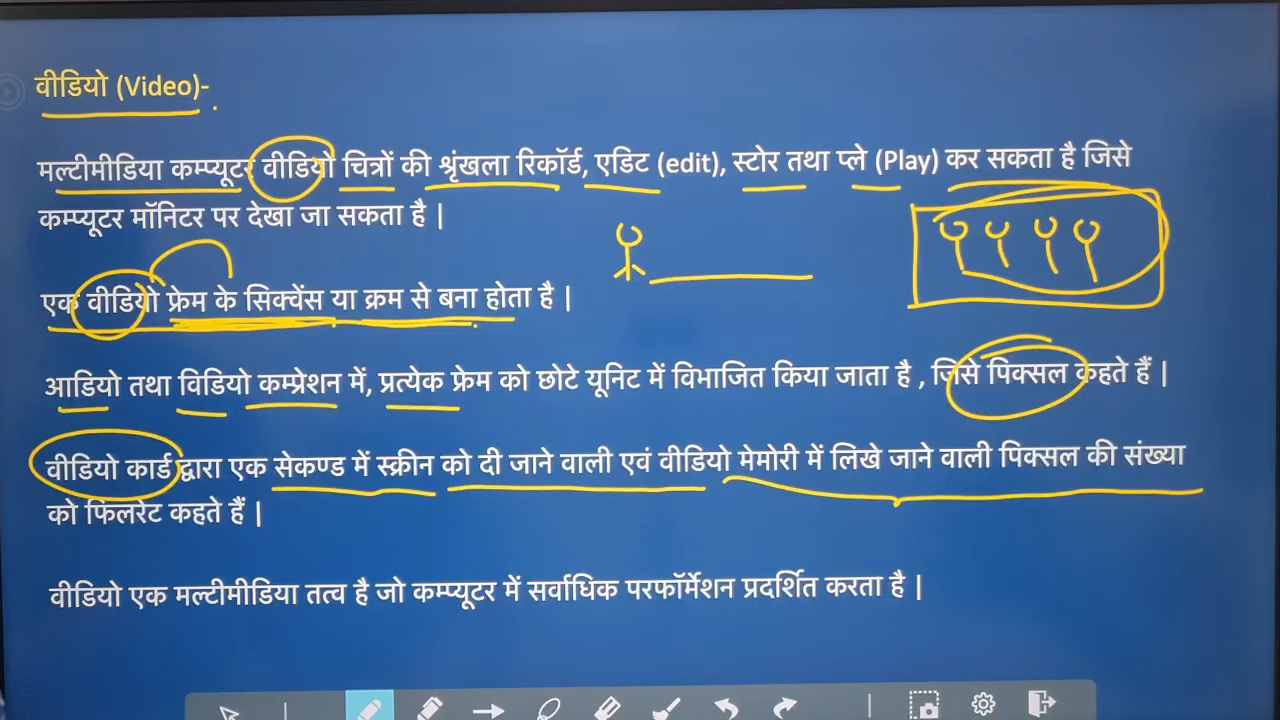 वीडियो (Video)-
मल्टीमीडिया कम्प्यूटर वीडियो चित्रों की श्रृंखला रिकॉर्ड, एडिट (edit), स्टोर तथा प्ले (Play) कर सकता है जिसे
कम्प्यूटर मॉनिटर पर देखा जा सकता है |
एक वीडियो फ्रेम के सिक्वेंस या क्रम से बना होता है |
आडियो तथा विडियो कम्प्रेशन में, प्रत्येक फ्रेम को छोटे यूनिट में विभाजित किया जाता है , जिसे पिक्सल कहते हैं |
वीडियो कार्ड द्वारा एक सेकण्ड में स्क्रीन को दी जाने वाली एवं वीडियो मेमोरी में लिखे जाने वाली पिक्सल की संख्या
को फिलरेट कहते हैं |
वीडियो एक मल्टीमीडिया तत्व है जो कम्प्यूटर में सर्वाधिक परफॉर्मेशन प्रदर्शित करता है |